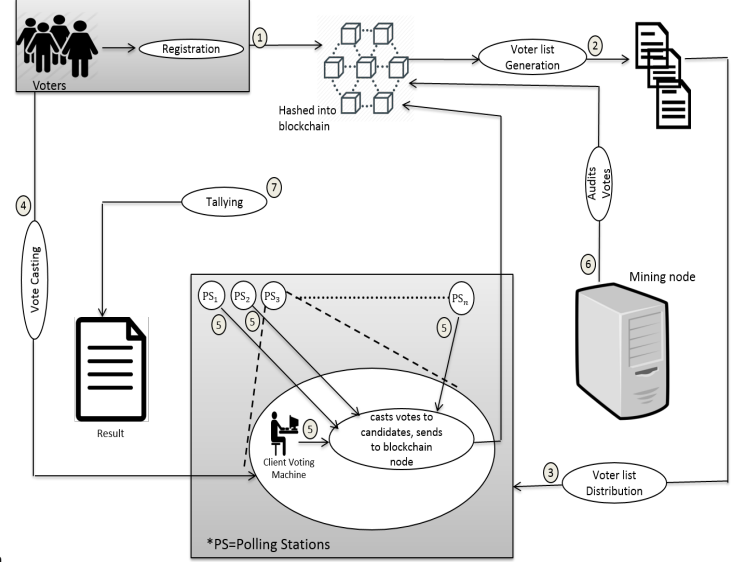 Voters
Registration
1
Hashed into
blockchain
Voter list
Generation
2
Audits
Votes
6
Mining node
4
Vote Casting
Tallying
7
Result
PS₁
PS₂
PS₃
PSₙ
5
5
5
5
Client Voting
Machine
casts votes to
candidates, sends
to blockchain
node
3
Voter list
Distribution
*PS=Polling Stations